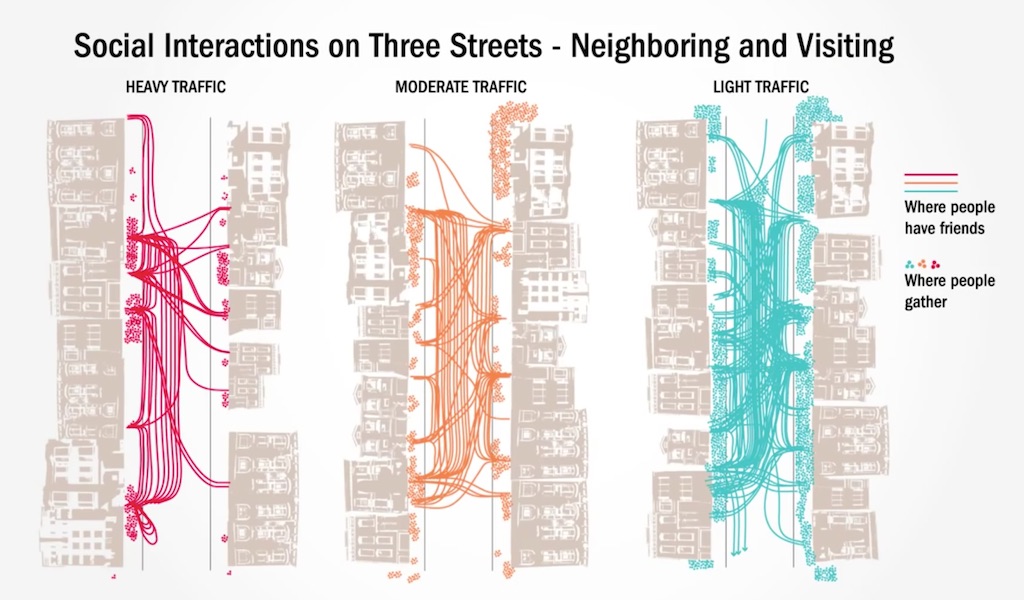 Social Interactions on Three Streets - Neighboring and Visiting
HEAVY TRAFFIC
MODERATE TRAFFIC
LIGHT TRAFFIC
Where people
have friends
Where people
gather